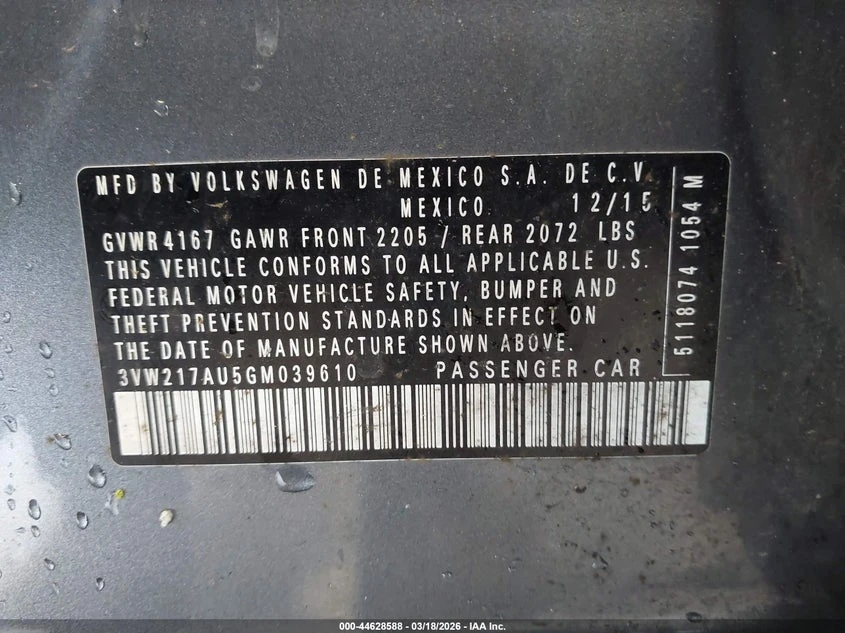 MFD BY VOLKSWAGEN DE MEXICO S.A. DE C.V.
MEXICO 12/15
GVWR 4167 GAWR FRONT 2205 / REAR 2072 LBS
THIS VEHICLE CONFORMS TO ALL APPLICABLE U.S.
FEDERAL MOTOR VEHICLE SAFETY, BUMPER AND
THEFT PREVENTION STANDARDS IN EFFECT ON
THE DATE OF MANUFACTURE SHOWN ABOVE.
3VW217AU5GM039610 PASSENGER CAR
5118074 1054 M
000-44628588 - 03/18/2026 - IAA Inc.